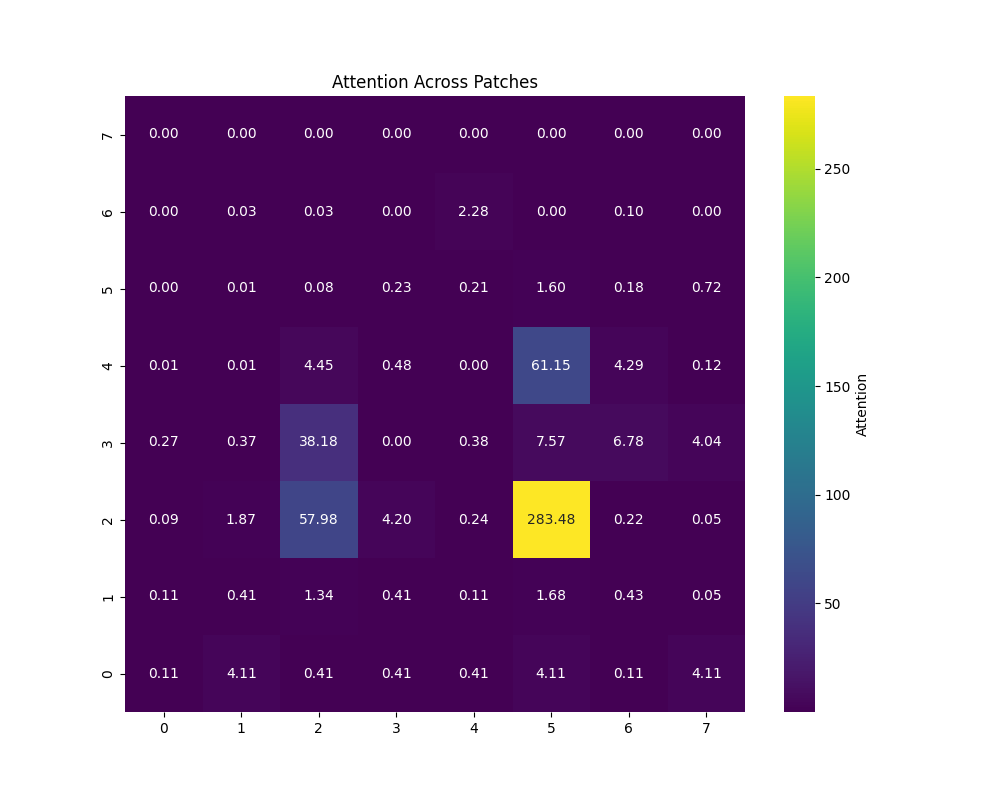 Attention Across Patches
7 0.00 0.00 0.00 0.00 0.00 0.00 0.00 0.00
6 0.00 0.03 0.03 0.00 2.28 0.00 0.10 0.00
5 0.00 0.01 0.08 0.23 0.21 1.60 0.18 0.72
4 0.01 0.01 4.45 0.48 0.00 61.15 4.29 0.12
3 0.27 0.37 38.18 0.00 0.38 7.57 6.78 4.04
2 0.09 1.87 57.98 4.20 0.24 283.48 0.22 0.05
1 0.11 0.41 1.34 0.41 0.11 1.68 0.43 0.05
0 0.11 4.11 0.41 0.41 0.41 4.11 0.11 4.11
0 1 2 3 4 5 6 7
250
200
150
100
50
Attention